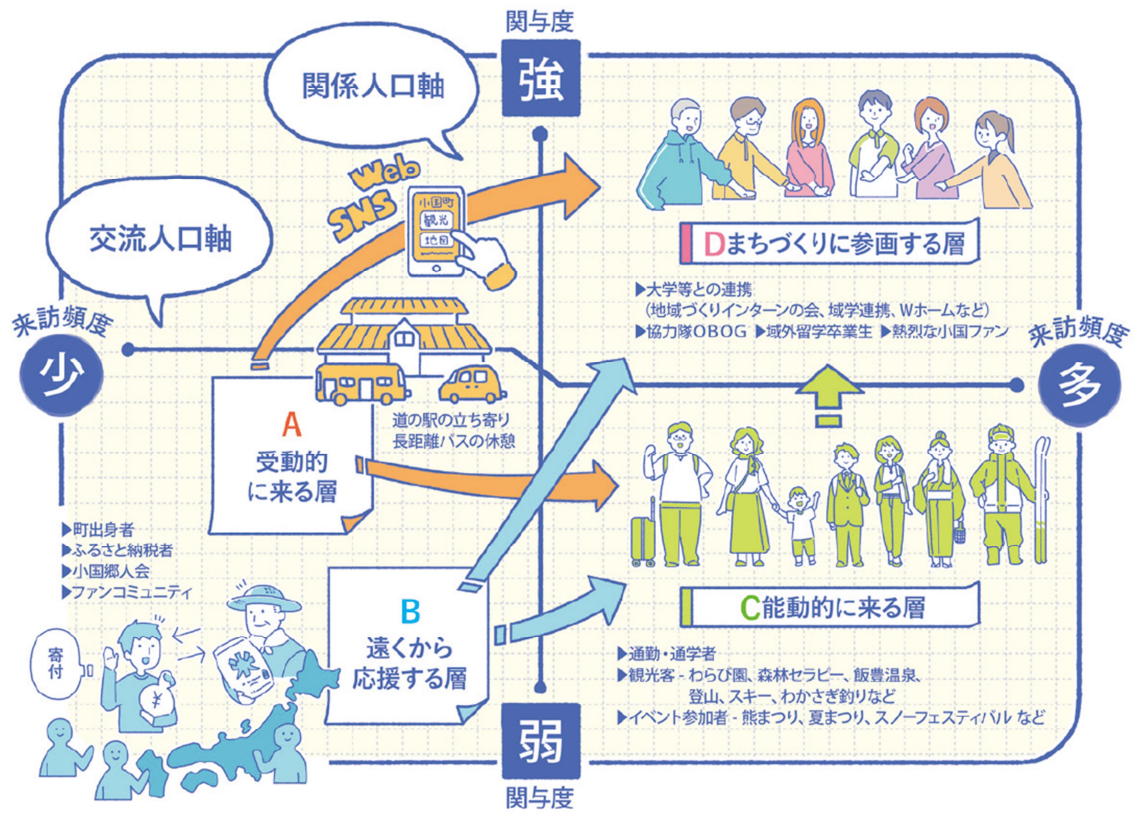 関与度
強
関係人口軸
交流人口軸
Web
SNS
小国町
観光
地図
来訪頻度
少
来訪頻度
多
Dまちづくりに参画する層
▶大学等との連携
（地域づくりインターンの会、域学連携、Wホームなど）
▶協力隊OBOG ▶域外留学卒業生 ▶熱烈な小国ファン
道の駅の立ち寄り
長距離バスの休憩
A
受動的
に来る層
▶町出身者
▶ふるさと納税者
▶小国郷人会
▶ファンコミュニティ
寄付
¥
B
遠くから
応援する層
C能動的に来る層
▶通勤・通学者
▶観光客 - わらび園、森林セラピー、飯豊温泉、
登山、スキー、わかさぎ釣りなど
▶イベント参加者 - 熊まつり、夏まつり、スノーフェスティバル など
弱
関与度